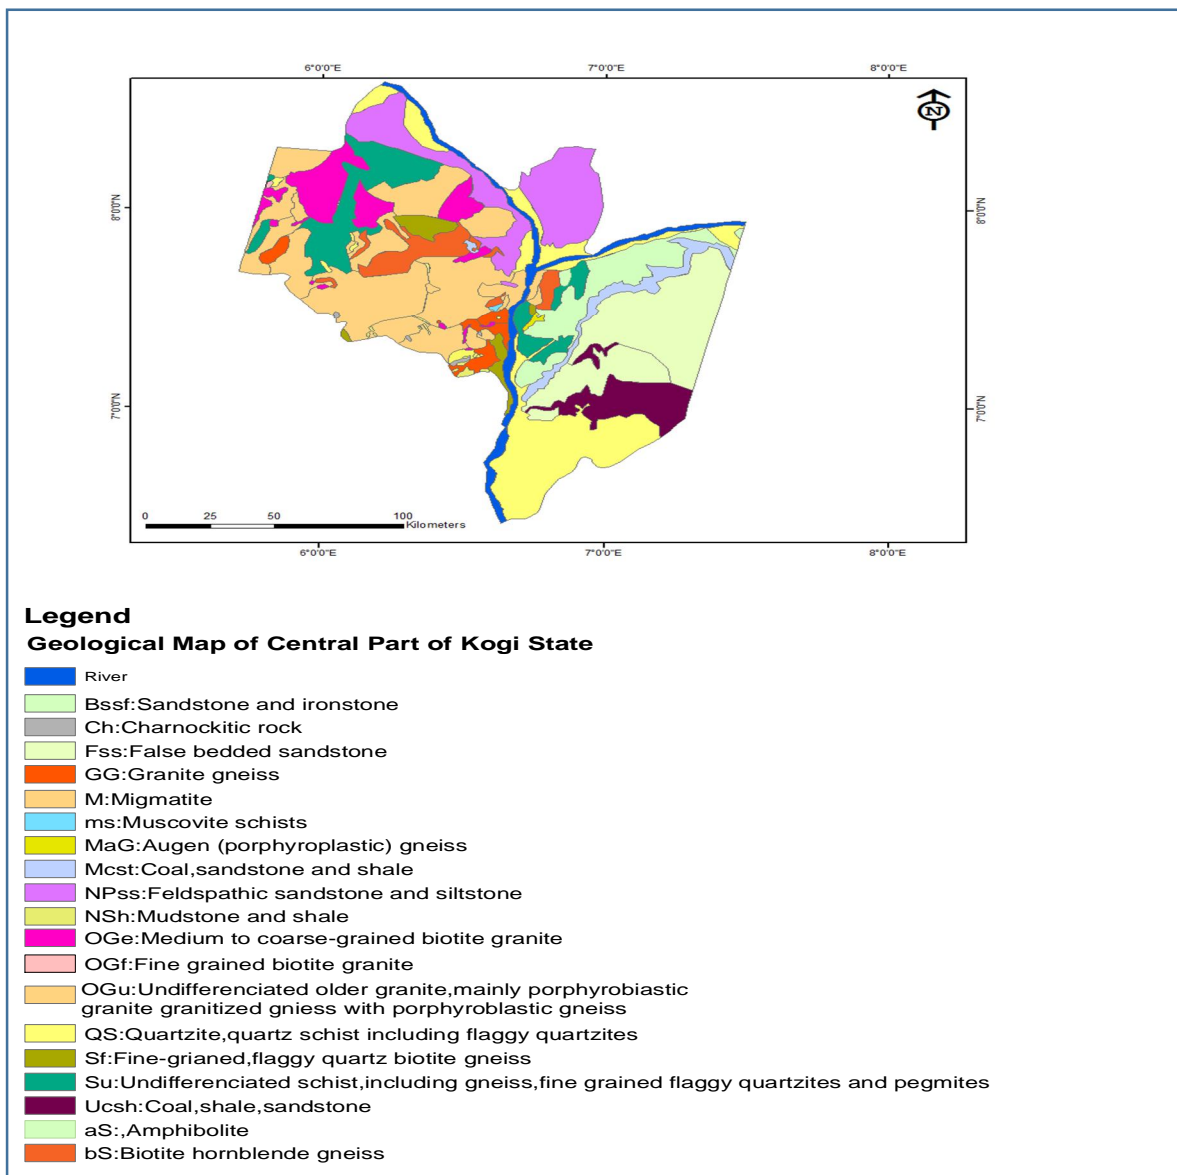 6°0'0"E 7°0'0"E 8°0'0"E
N
8°0'0"N 8°0'0"N
7°0'0"N 7°0'0"N
0 25 50 100
Kilometers
6°0'0"E 7°0'0"E 8°0'0"E
Legend
Geological Map of Central Part of Kogi State
River
Bssf:Sandstone and ironstone
Ch:Charnockitic rock
Fss:False bedded sandstone
GG:Granite gneiss
M:Migmatite
ms:Muscovite schists
MaG:Augen (porphyroplastic) gneiss
Mcst:Coal,sandstone and shale
NPss:Feldspathic sandstone and siltstone
NSh:Mudstone and shale
OGe:Medium to coarse-grained biotite granite
OGf:Fine grained biotite granite
OGu:Undifferenciated older granite,mainly porphyrobiastic
granite granitized gniess with porphyroblastic gneiss
QS:Quartzite,quartz schist including flaggy quartzites
Sf:Fine-grianed,flaggy quartz biotite gneiss
Su:Undifferenciated schist,including gneiss,fine grained flaggy quartzites and pegmites
Ucsh:Coal,shale,sandstone
aS:,Amphibolite
bS:Biotite hornblende gneiss